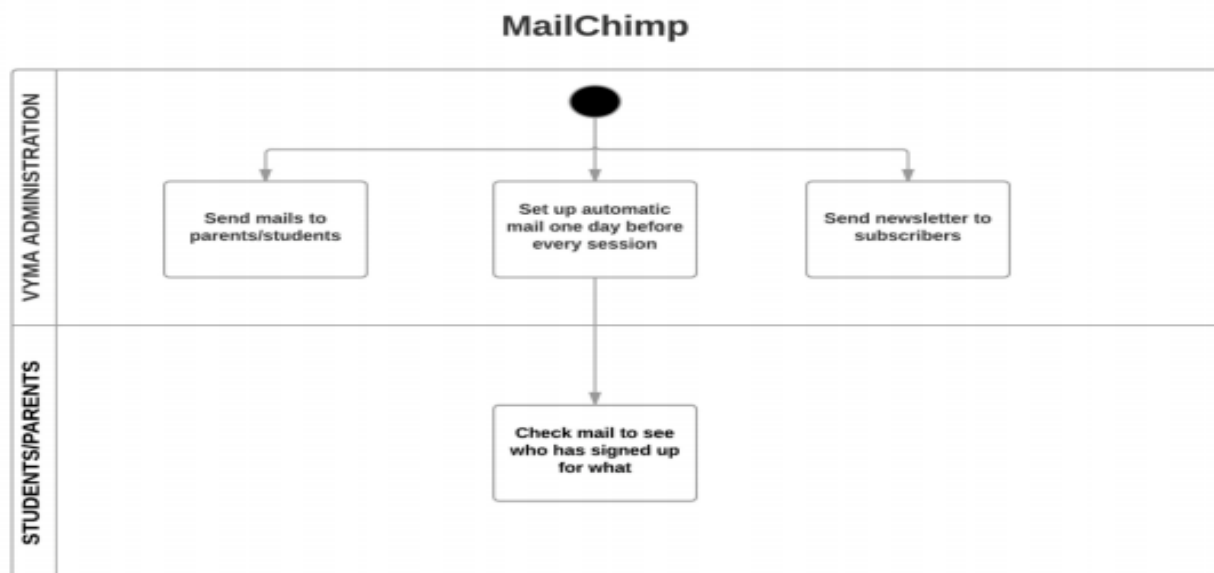 MailChimp
VYMA ADMINISTRATION
Send mails to
parents/students
Set up automatic
mail one day before
every session
Send newsletter to
subscribers
STUDENTS/PARENTS
Check mail to see
who has signed up
for what